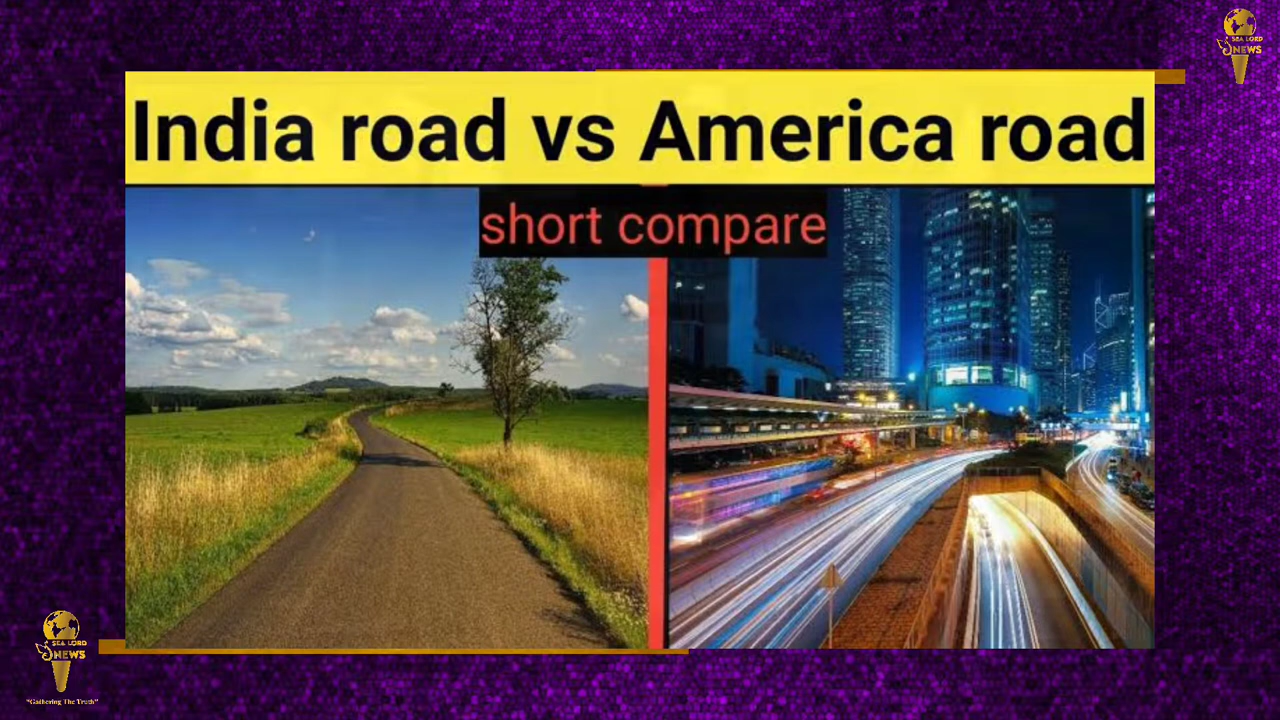 SEA LORD
NEWS
India road vs America road
short compare
SEA LORD
NEWS
"Gathering The Truth"